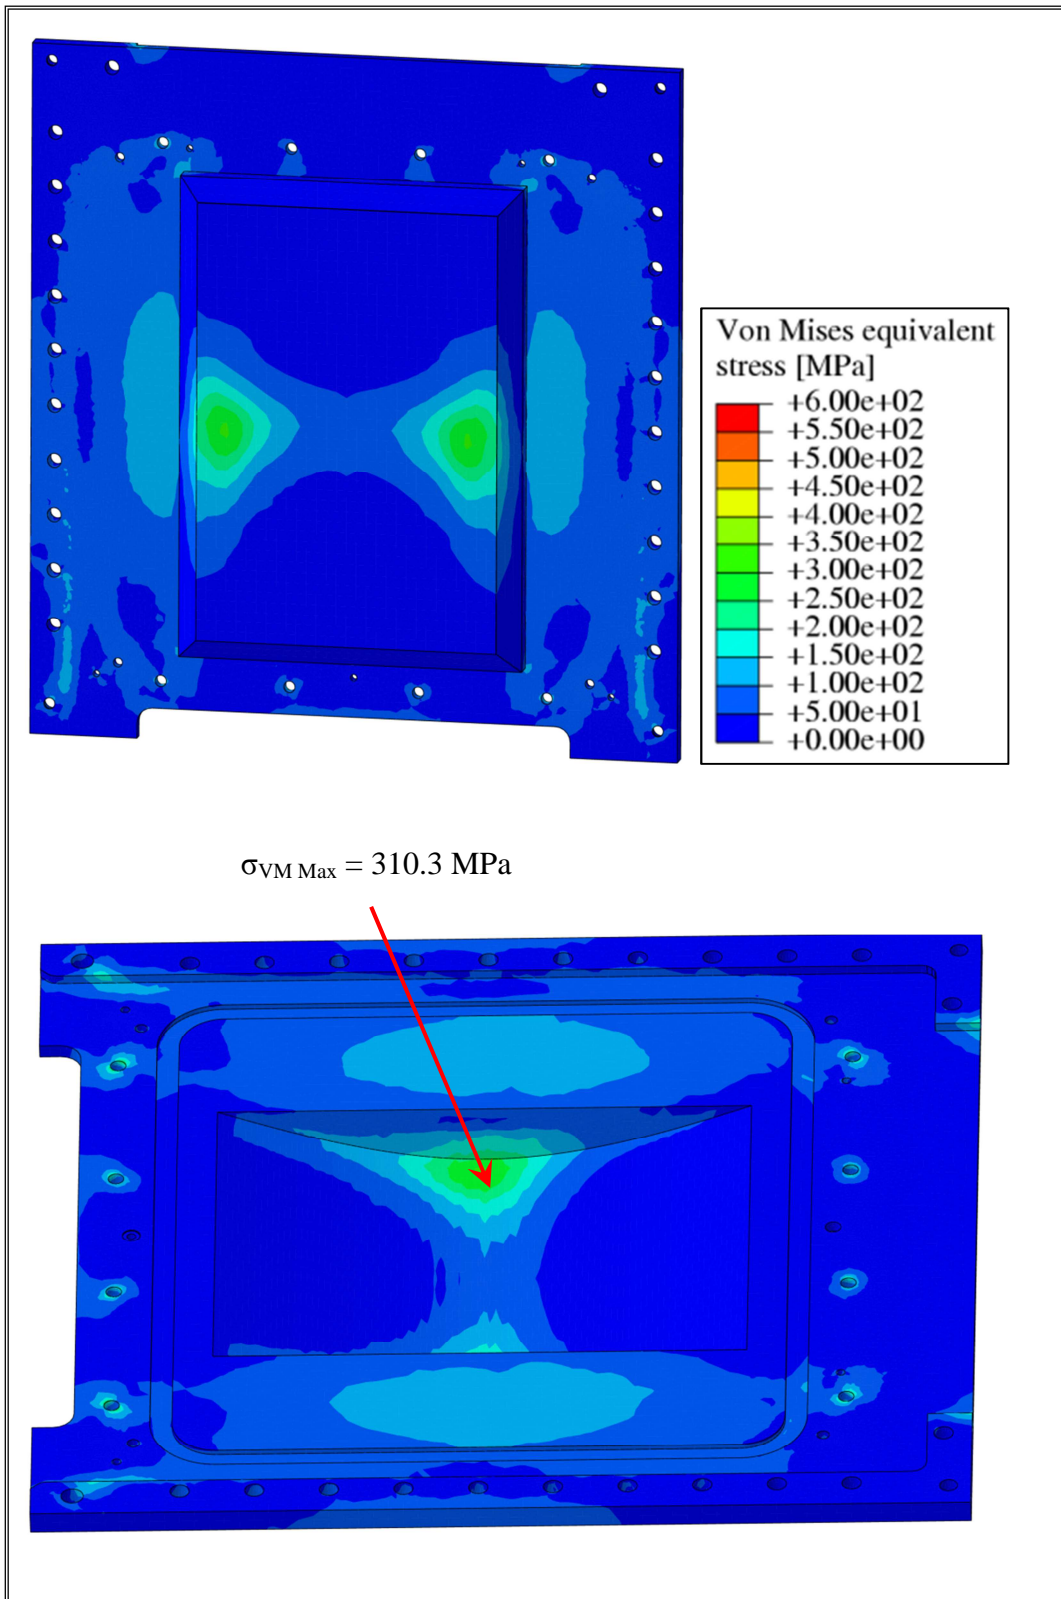 Von Mises equivalent
stress [MPa]
+6.00e+02
+5.50e+02
+5.00e+02
+4.50e+02
+4.00e+02
+3.50e+02
+3.00e+02
+2.50e+02
+2.00e+02
+1.50e+02
+1.00e+02
+5.00e+01
+0.00e+00
σVM Max = 310.3 MPa